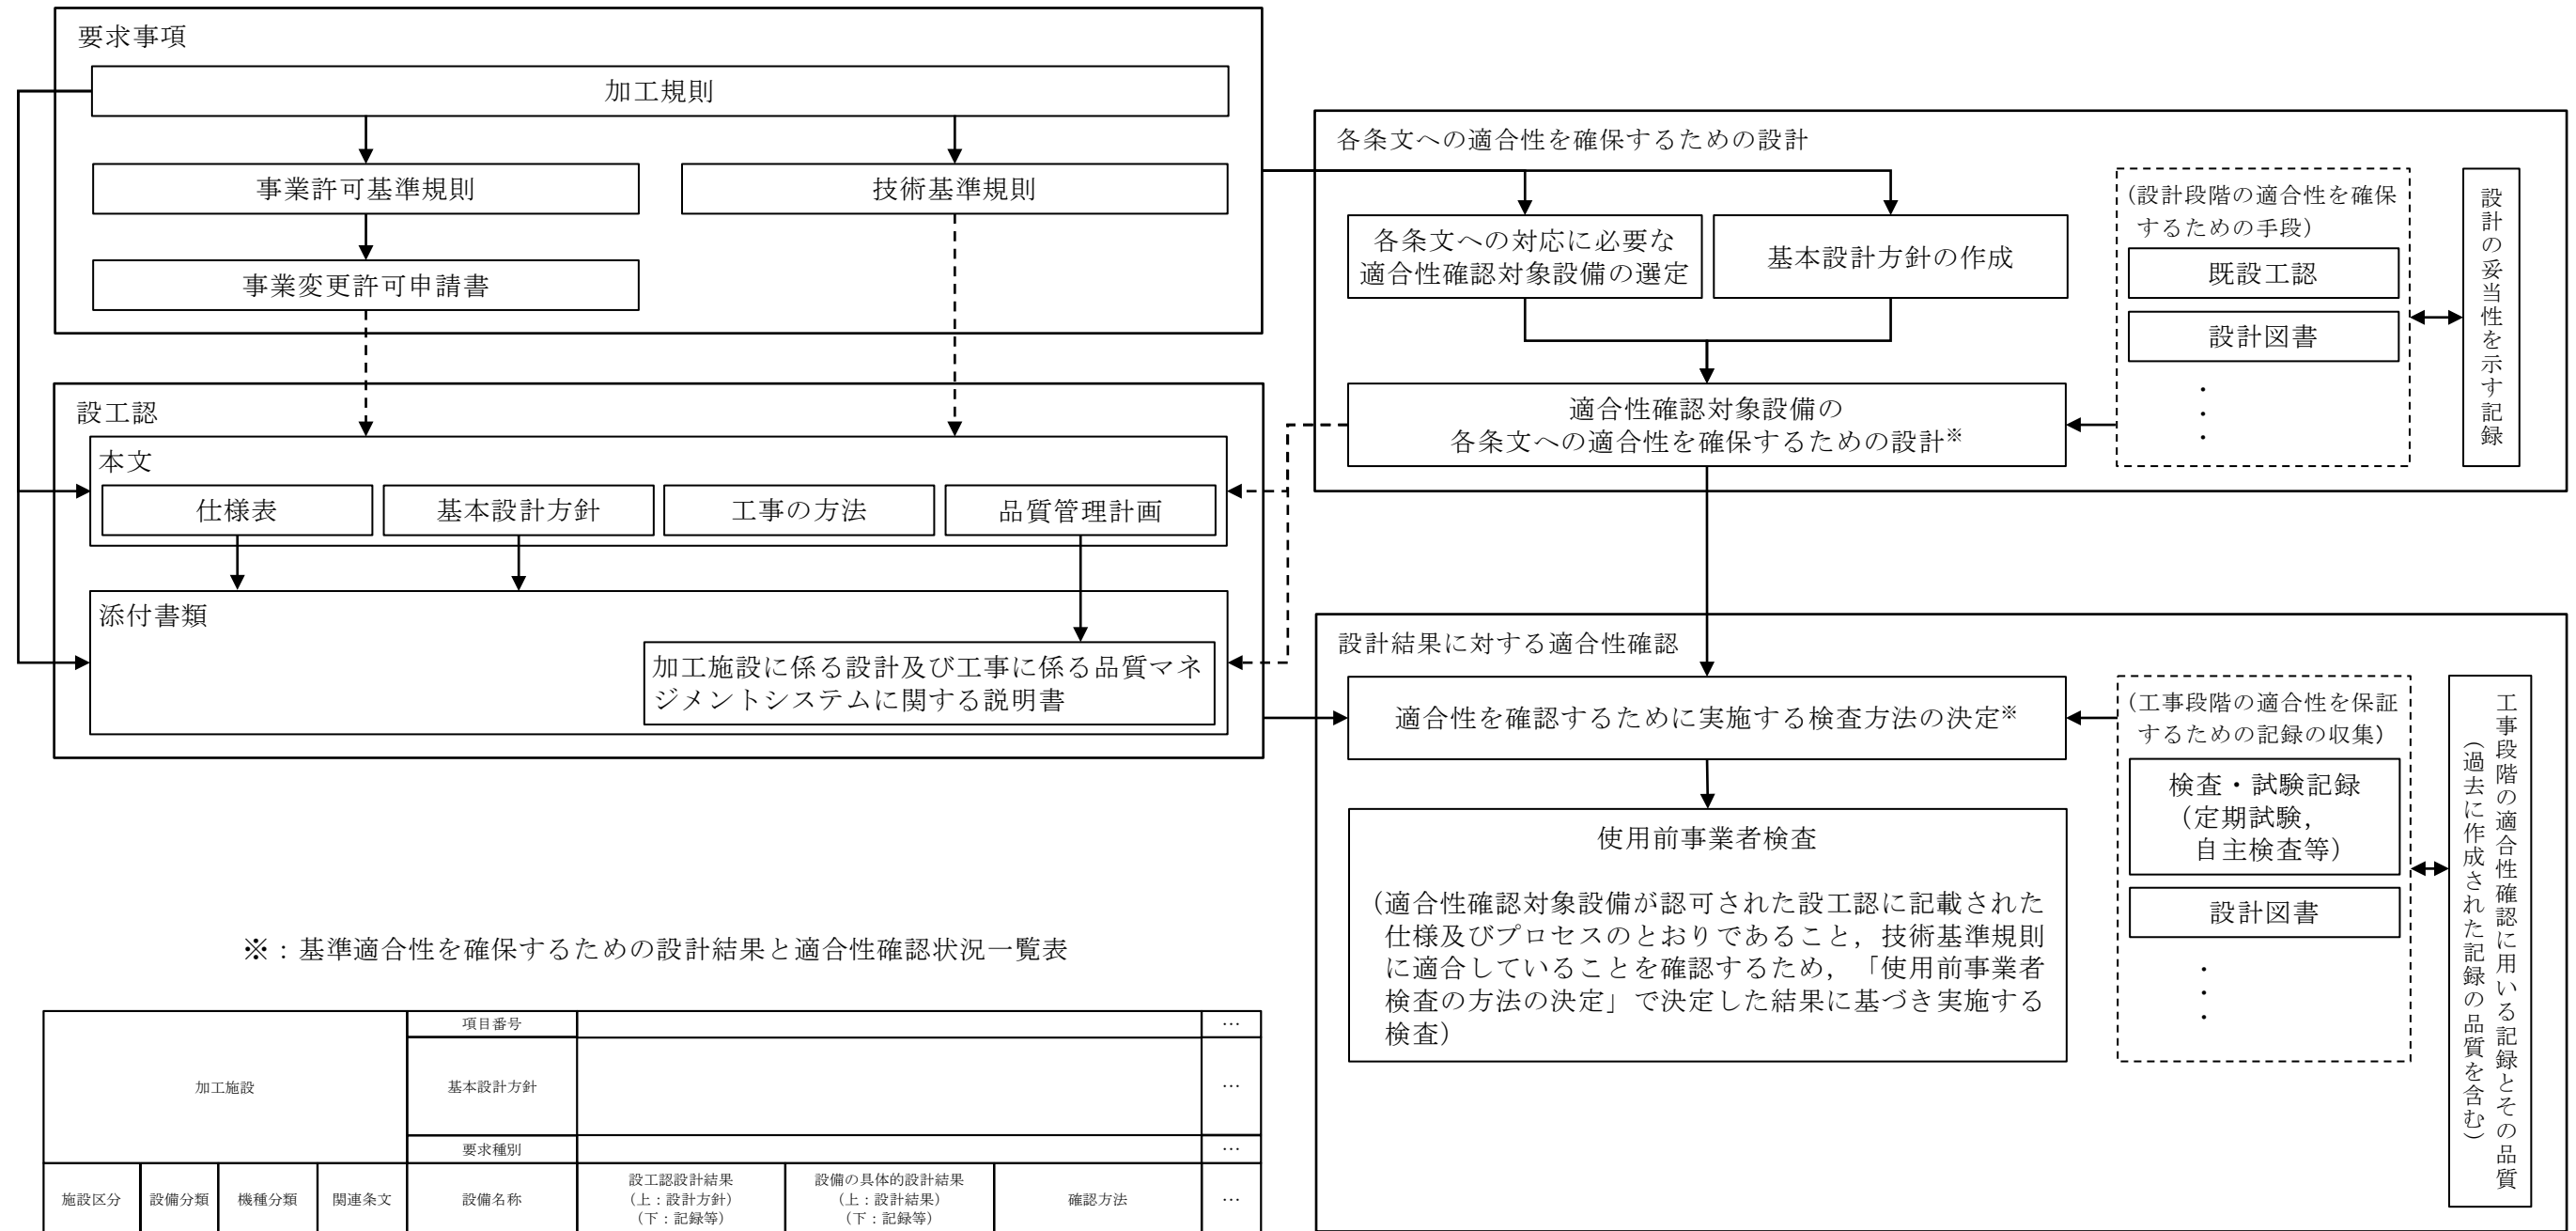 要求事項
加工規則
事業許可基準規則
技術基準規則
事業変更許可申請書
設工認
本文
仕様表
基本設計方針
工事の方法
品質管理計画
添付書類
加工施設に係る設計及び工事に係る品質マネ
ジメントシステムに関する説明書
各条文への適合性を確保するための設計
各条文への対応に必要な
適合性確認対象設備の選定
基本設計方針の作成
(設計段階の適合性を確保
するための手段)
既設工認
設計図書
・
・
・
設計の妥当性を示す記録
適合性確認対象設備の
各条文への適合性を確保するための設計※
設計結果に対する適合性確認
適合性を確認するために実施する検査方法の決定※
使用前事業者検査
(適合性確認対象設備が認可された設工認に記載された
仕様及びプロセスのとおりであること，技術基準規則
に適合していることを確認するため，「使用前事業者
検査の方法の決定」で決定した結果に基づき実施する
検査)
(工事段階の適合性を保証
するための記録の収集)
検査・試験記録
(定期試験，
自主検査等)
設計図書
・
・
・
工事段階の適合性確認に用いる記録とその品質
(過去に作成された記録の品質を含む)
※：基準適合性を確保するための設計結果と適合性確認状況一覧表
加工施設
項目番号
…
基本設計方針
…
要求種別
…
施設区分
設備分類
機種分類
関連条文
設備名称
設工認設計結果
(上：設計方針)
(下：記録等)
設備の具体的設計結果
(上：設計結果)
(下：記録等)
確認方法
…